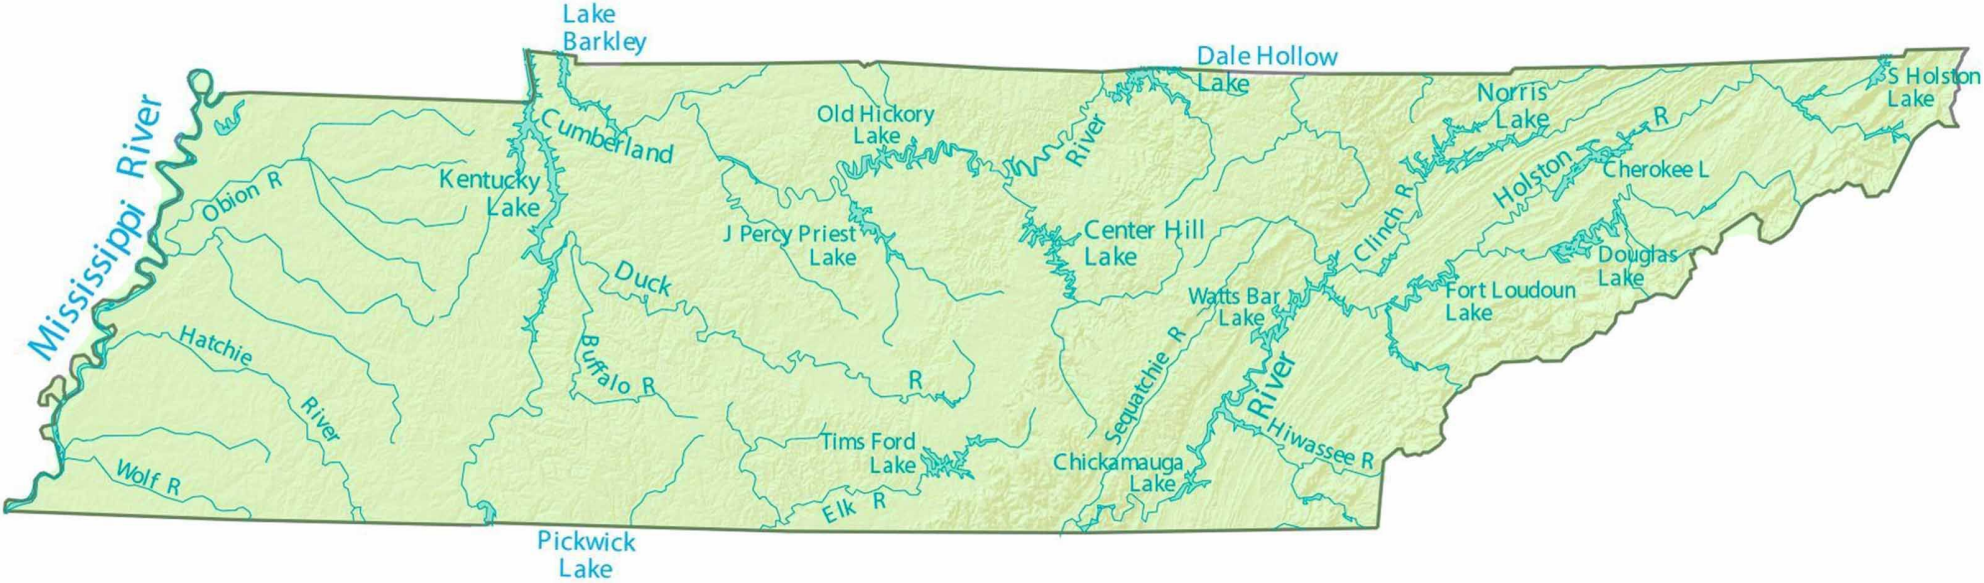 Lake
Barkley
Dale Hollow
Lake
Mississippi River
Cumberland River
Old Hickory
Lake
Norris
Lake
S Holston
Lake
Obion R
Kentucky
Lake
Holston R
Cherokee L
Clinch R
J Percy Priest
Lake
Center Hill
Lake
Douglas
Lake
Duck R
Watts Bar
Lake
Fort Loudoun
Lake
Hatchie River
Buffalo R
Sequatchie R
River
Hiwassee R
Tims Ford
Lake
Chickamauga
Lake
Wolf R
Elk R
Pickwick
Lake